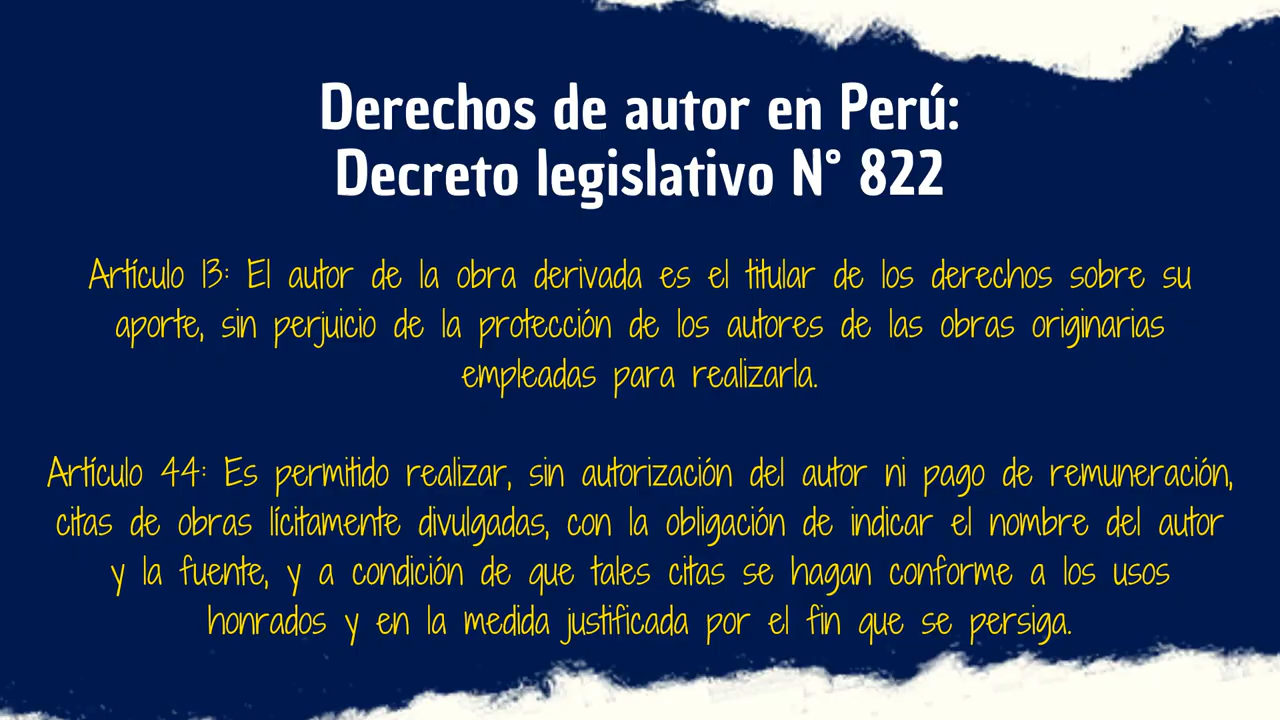 Derechos de autor en Perú:
Decreto legislativo N° 822
Artículo 13: El autor de la obra derivada es el titular de los derechos sobre su
aporte, sin perjuicio de la protección de los autores de las obras originarias
empleadas para realizarla.
Artículo 44: Es permitido realizar, sin autorización del autor ni pago de remuneración,
citas de obras lícitamente divulgadas, con la obligación de indicar el nombre del autor
y la fuente, y a condición de que tales citas se hagan conforme a los usos
honrados y en la medida justificada por el fin que se persiga.